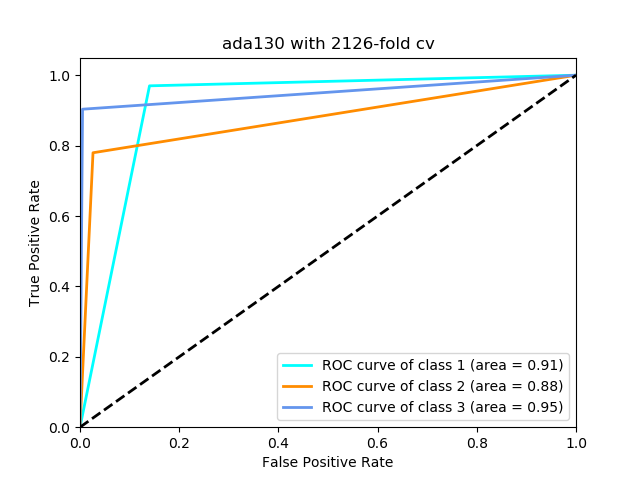 ada130 with 2126-fold cv
True Positive Rate
1.0
0.8
0.6
0.4
0.2
0.0
ROC curve of class 1 (area = 0.91)
ROC curve of class 2 (area = 0.88)
ROC curve of class 3 (area = 0.95)
0.0
0.2
0.4
0.6
0.8
1.0
False Positive Rate